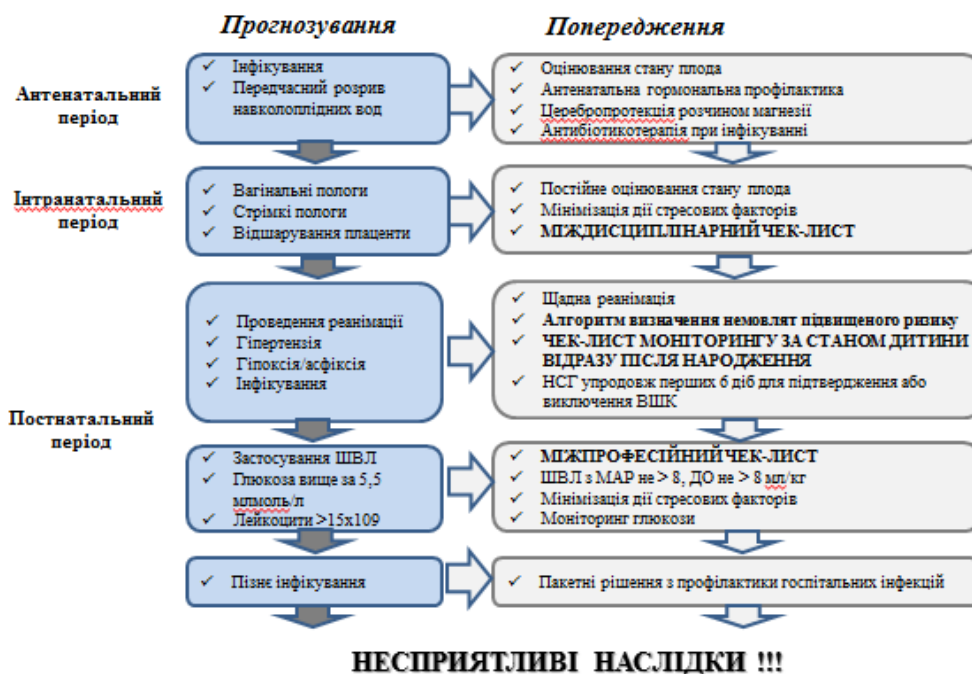 Прогнозування
Попередження
Антенатальний
період
✓ Інфікування
✓ Передчасний розрив
навколоплідних вод
✓ Оцінювання стану плода
✓ Антенатальна гормональна профілактика
✓ Церебропротекція розчином магнезії
✓ Антибіотикотерапія при інфікуванні
Інтранатальний
період
✓ Вагінальні пологи
✓ Стрімкі пологи
✓ Відшарування плаценти
✓ Постійне оцінювання стану плода
✓ Мінімізація дії стресових факторів
✓ МІЖДИСЦИПЛІНАРНИЙ ЧЕК-ЛИСТ
Постнатальний
період
✓ Проведення реанімації
✓ Гіпертензія
✓ Гіпоксія/асфіксія
✓ Інфікування
✓ Щадна реанімація
✓ Алгоритм визначення немовлят підвищеного ризику
✓ ЧЕК-ЛИСТ МОНІТОРИНГУ ЗА СТАНОМ ДИТИНИ
ВІДРАЗУ ПІСЛЯ НАРОДЖЕННЯ
✓ НСГ упродовж перших 6 діб для підтвердження або
виключення ВШК
✓ Застосування ШВЛ
✓ Глюкоза вище за 5,5
млмоль/л
✓ Лейкоцити >15х109
✓ МІЖПРОФЕСІЙНИЙ ЧЕК-ЛИСТ
✓ ШВЛ з МАР не > 8, ДО не > 8 мл/кг
✓ Мінімізація дії стресових факторів
✓ Моніторинг глюкози
✓ Пізнє інфікування
✓ Пакетні рішення з профілактики госпітальних інфекцій
НЕСПРИЯТЛИВІ НАСЛІДКИ !!!